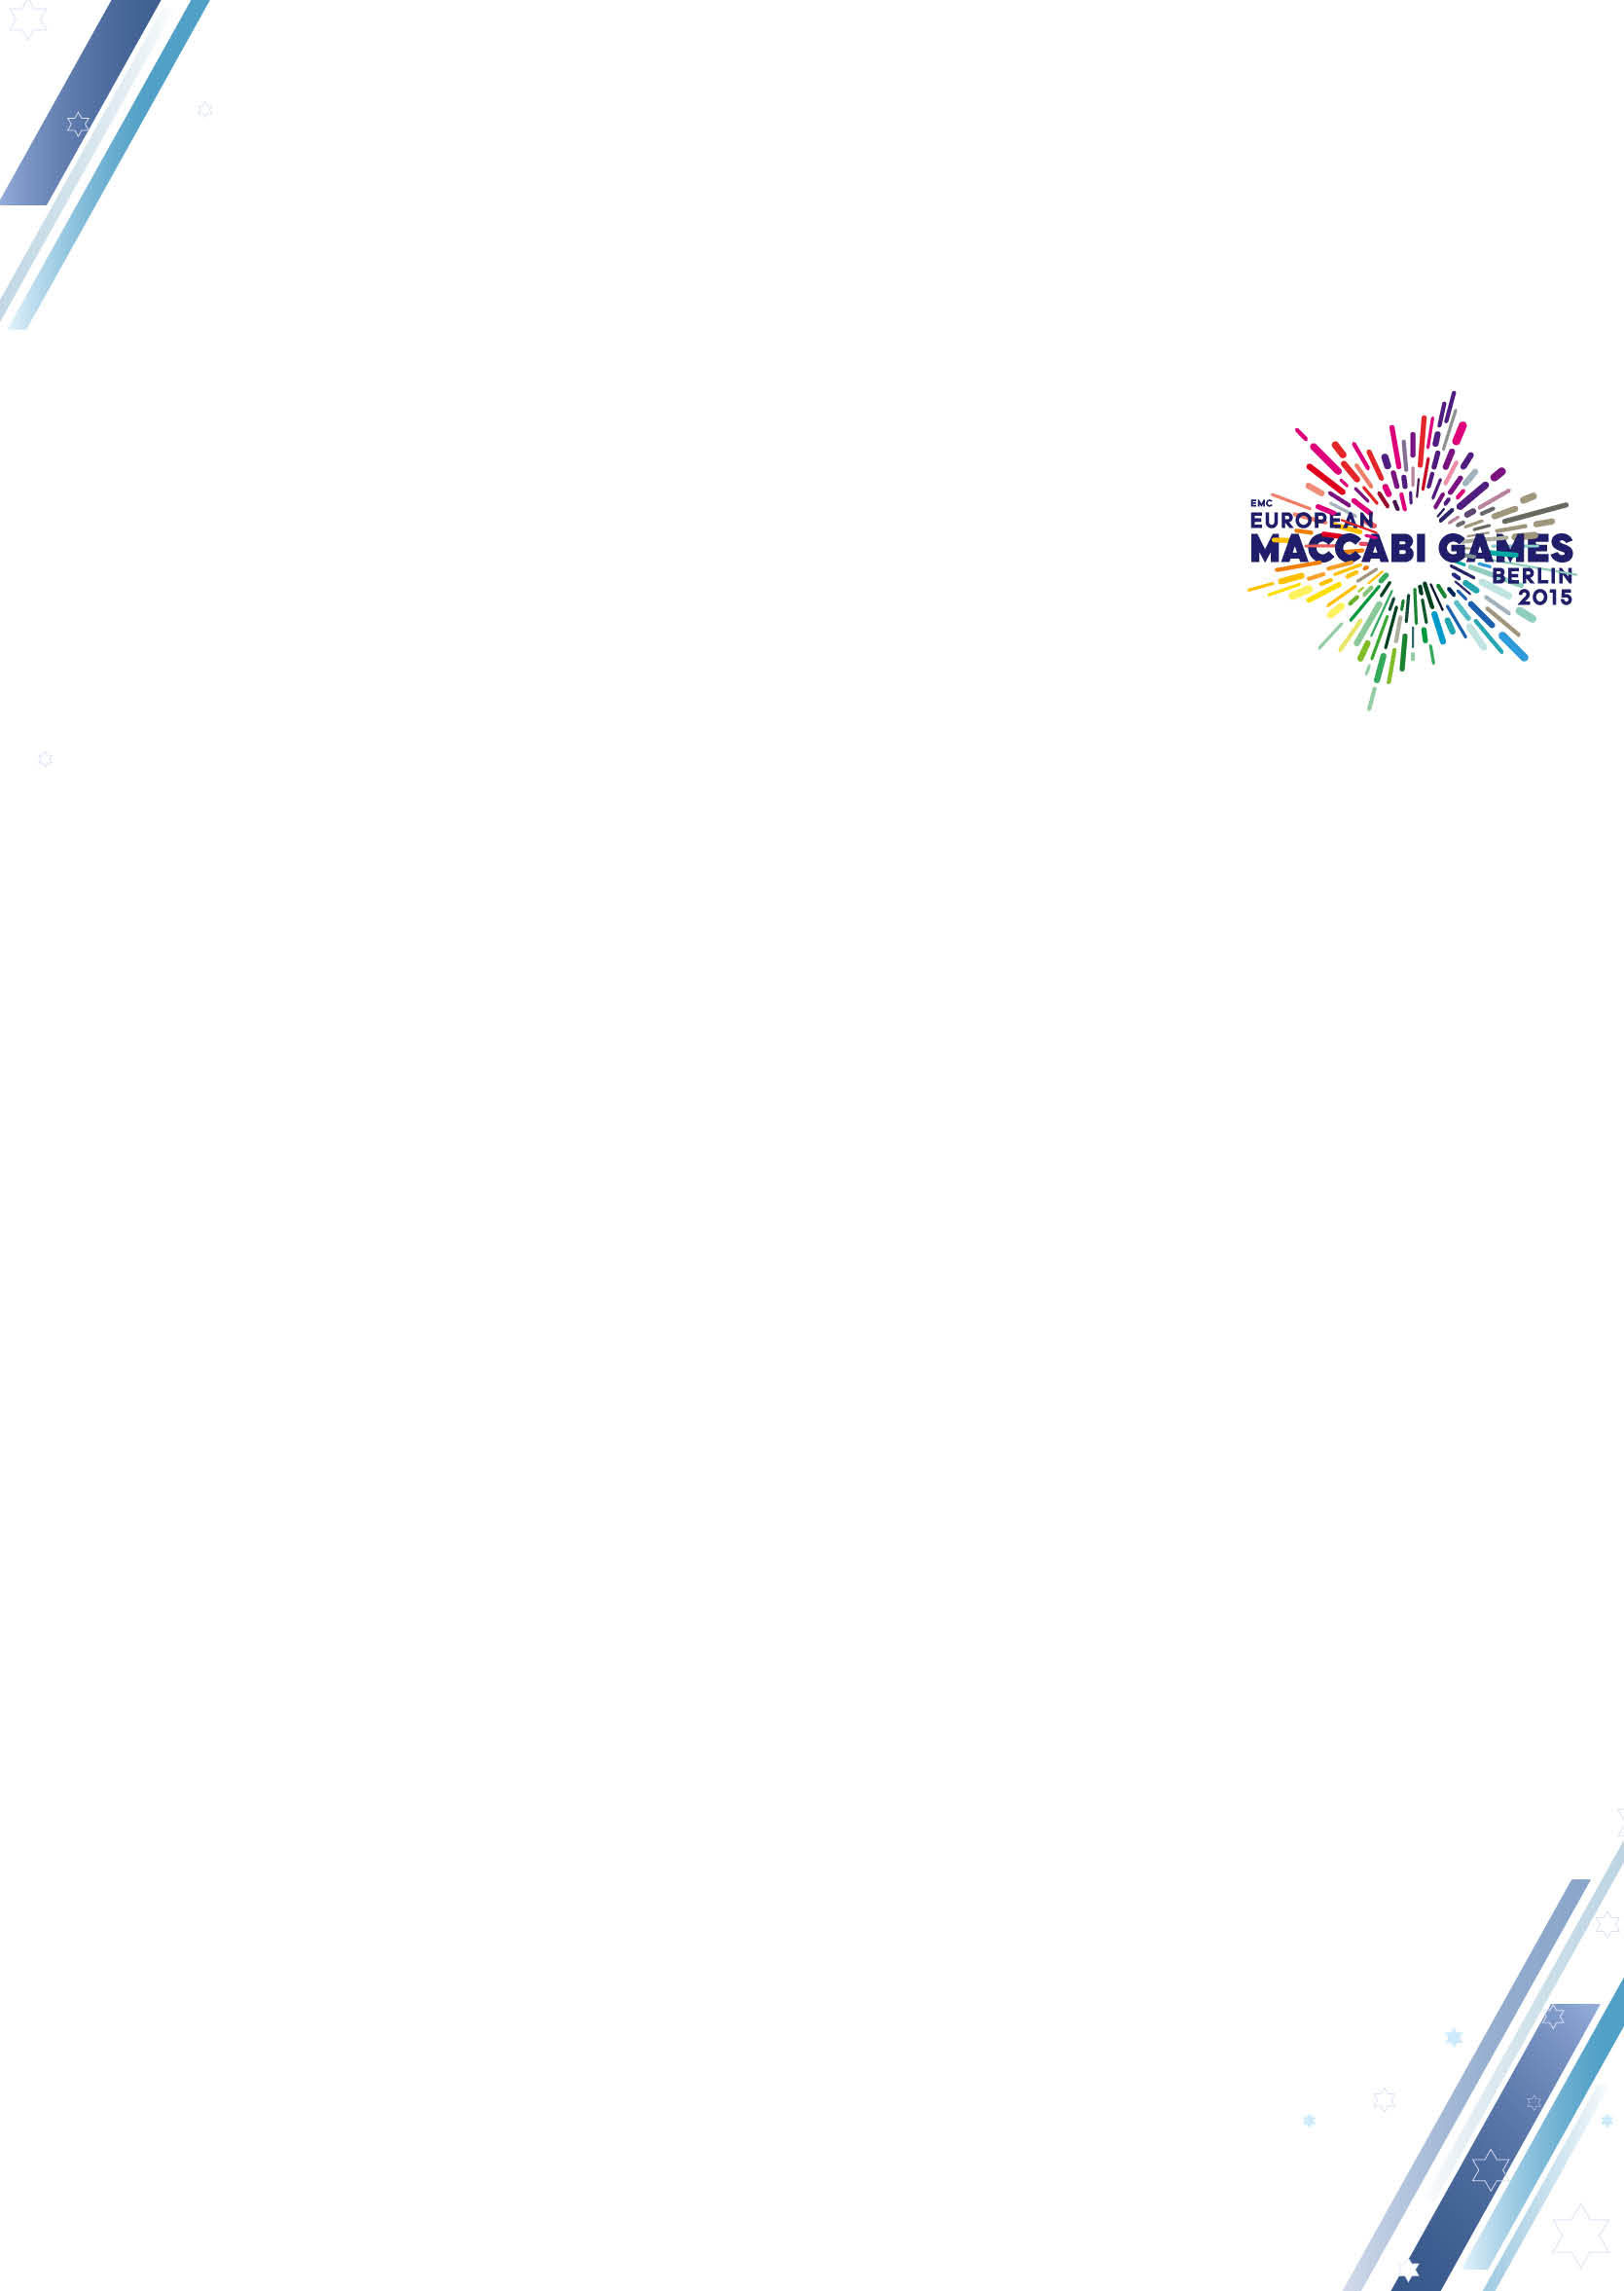 EMC
EUROPEAN
MACCABI GAMES
BERLIN
2015